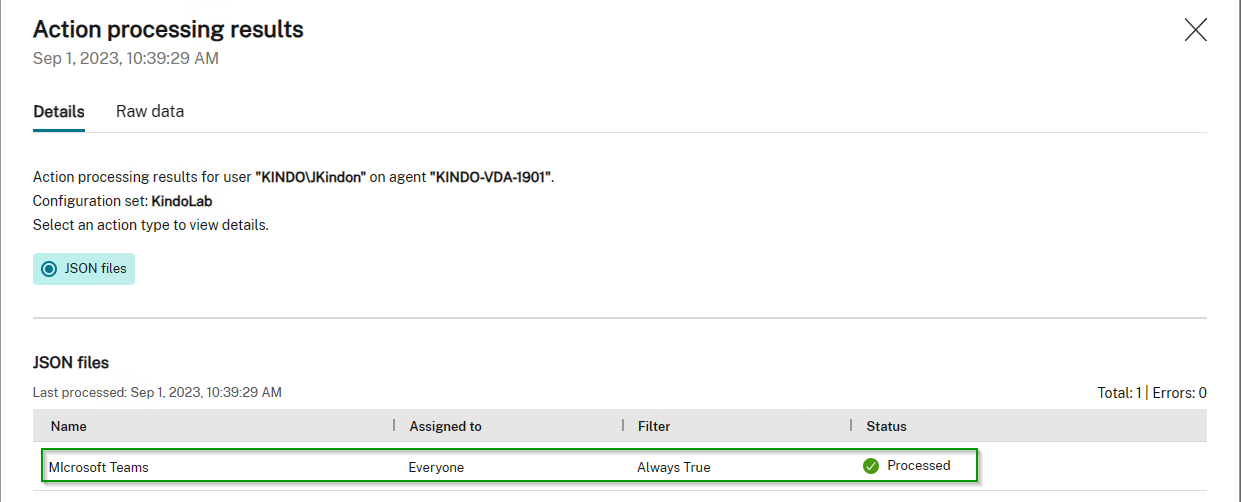 Action processing results
Sep 1, 2023, 10:39:29 AM
Details Raw data
Action processing results for user "KINDO\JKindon" on agent "KINDO-VDA-1901".
Configuration set: KindoLab
Select an action type to view details.
JSON files
JSON files
Last processed: Sep 1, 2023, 10:39:29 AM Total: 1 | Errors: 0
Name Assigned to Filter Status
MIcrosoft Teams Everyone Always True Processed